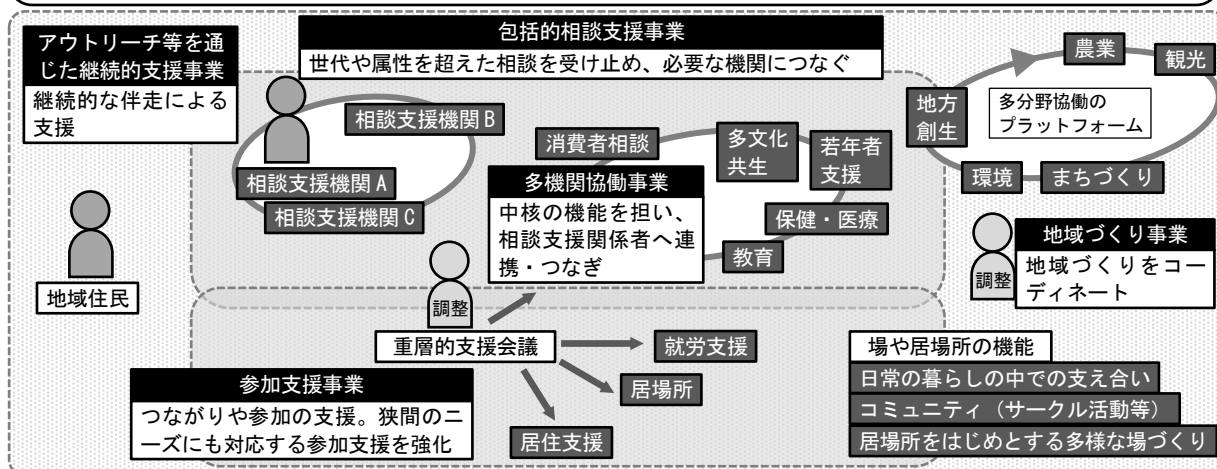 アウトリーチ等を通
じた継続的支援事業
継続的な伴走による
支援
包括的相談支援事業
世代や属性を超えた相談を受け止め、必要な機関につなぐ
相談支援機関B
相談支援機関A
相談支援機関C
地域住民
消費者相談
多文化
共生
若年者
支援
保健・医療
教育
多機関協働事業
中核の機能を担い、
相談支援関係者へ連
携・つなぎ
農業
観光
地方
創生
多分野協働の
プラットフォーム
環境
まちづくり
調整
地域づくり事業
地域づくりをコー
ディネート
調整
重層的支援会議
就労支援
居場所
居住支援
参加支援事業
つながりや参加の支援。狭間のニ
ーズにも対応する参加支援を強化
場や居場所の機能
日常の暮らしの中での支え合い
コミュニティ（サークル活動等）
居場所をはじめとする多様な場づくり